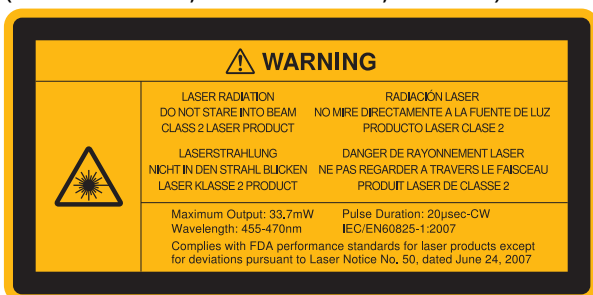 WARNING
LASER RADIATION
DO NOT STARE INTO BEAM
CLASS 2 LASER PRODUCT
RADIACIÓN LASER
NO MIRE DIRECTAMENTE A LA FUENTE DE LUZ
PRODUCTO LASER CLASE 2
LASERSTRAHLUNG
NICHT IN DEN STRAHL BLICKEN
LASER KLASSE 2 PRODUCT
DANGER DE RAYONNEMENT LASER
NE PAS REGARDER A TRAVERS LE FAISCEAU
PRODUIT LASER DE CLASSE 2
Maximum Output: 33.7mW
Wavelength: 455-470nm
Pulse Duration: 20µsec-CW
IEC/EN60825-1:2007
Complies with FDA performance standards for laser products except
for deviations pursuant to Laser Notice No. 50, dated June 24, 2007